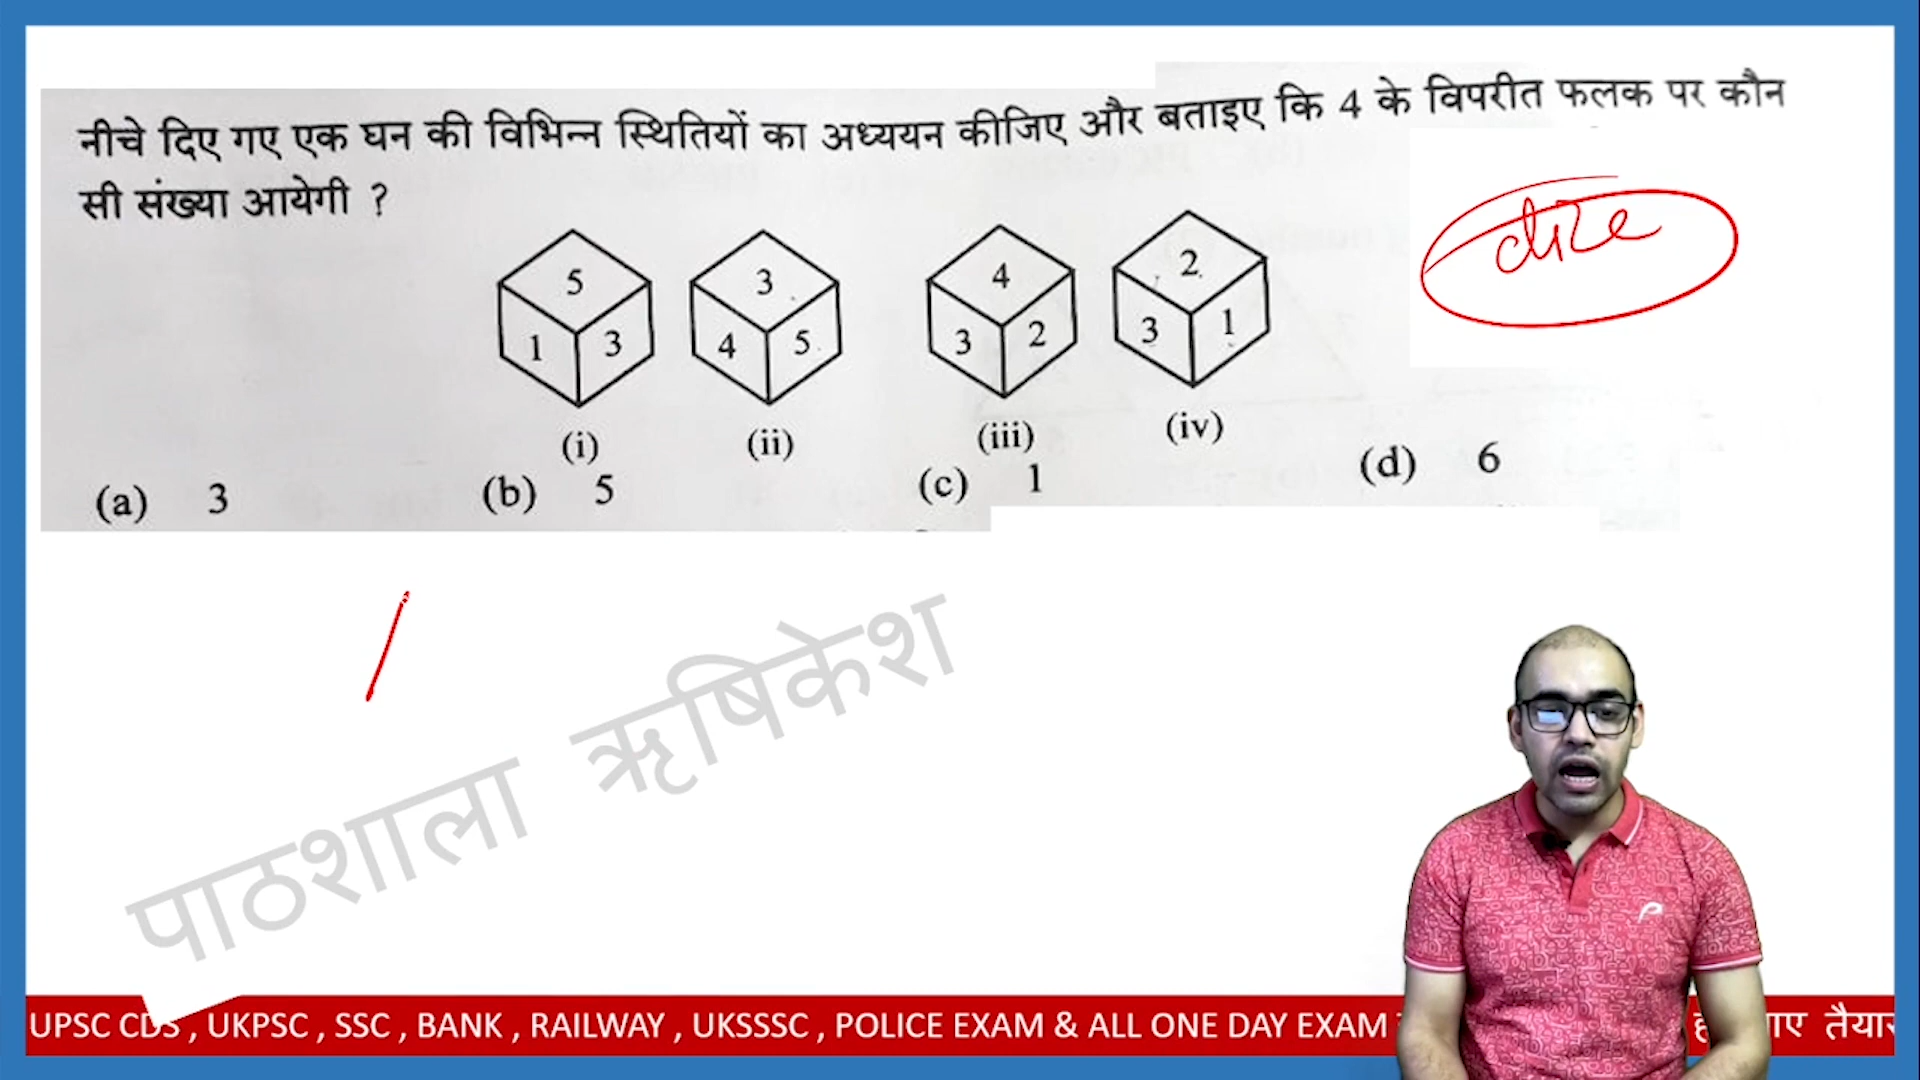 नीचे दिए गए एक घन की विभिन्न स्थितियों का अध्ययन कीजिए और बताइए कि 4 के विपरीत फलक पर कौन
सी संख्या आयेगी ?
5 3 4 2
1 3 4 5 3 2 3 1
(i) (ii) (iii) (iv)
(a) 3 (b) 5 (c) 1 (d) 6
पाठशाला ऋषिकेश
UPSC CDS , UKPSC , SSC , BANK , RAILWAY , UKSSSC , POLICE EXAM & ALL ONE DAY EXAM